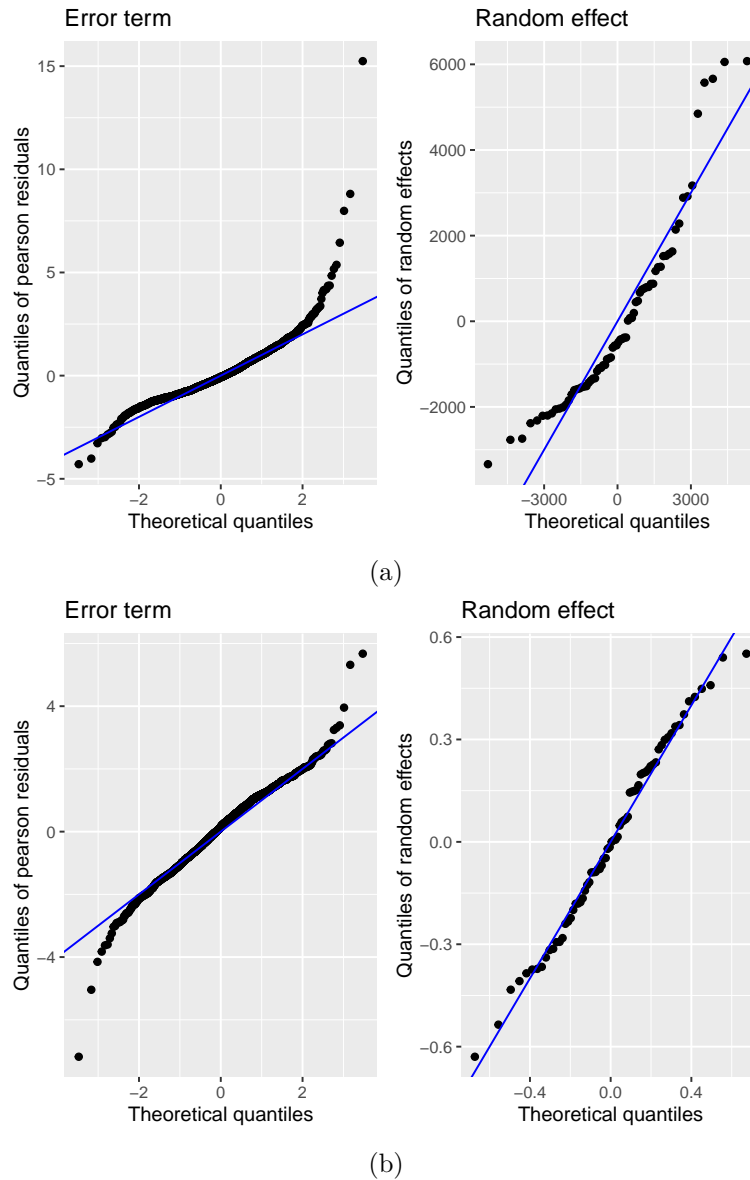 Error term
Random effect
Quantiles of pearson residuals
15
10
5
0
−5
−2
0
2
Theoretical quantiles
Quantiles of random effects
6000
4000
2000
0
−2000
−3000
0
3000
Theoretical quantiles
(a)
Error term
Random effect
Quantiles of pearson residuals
4
0
−4
−2
0
2
Theoretical quantiles
Quantiles of random effects
0.6
0.3
0.0
−0.3
−0.6
−0.4
0.0
0.4
Theoretical quantiles
(b)